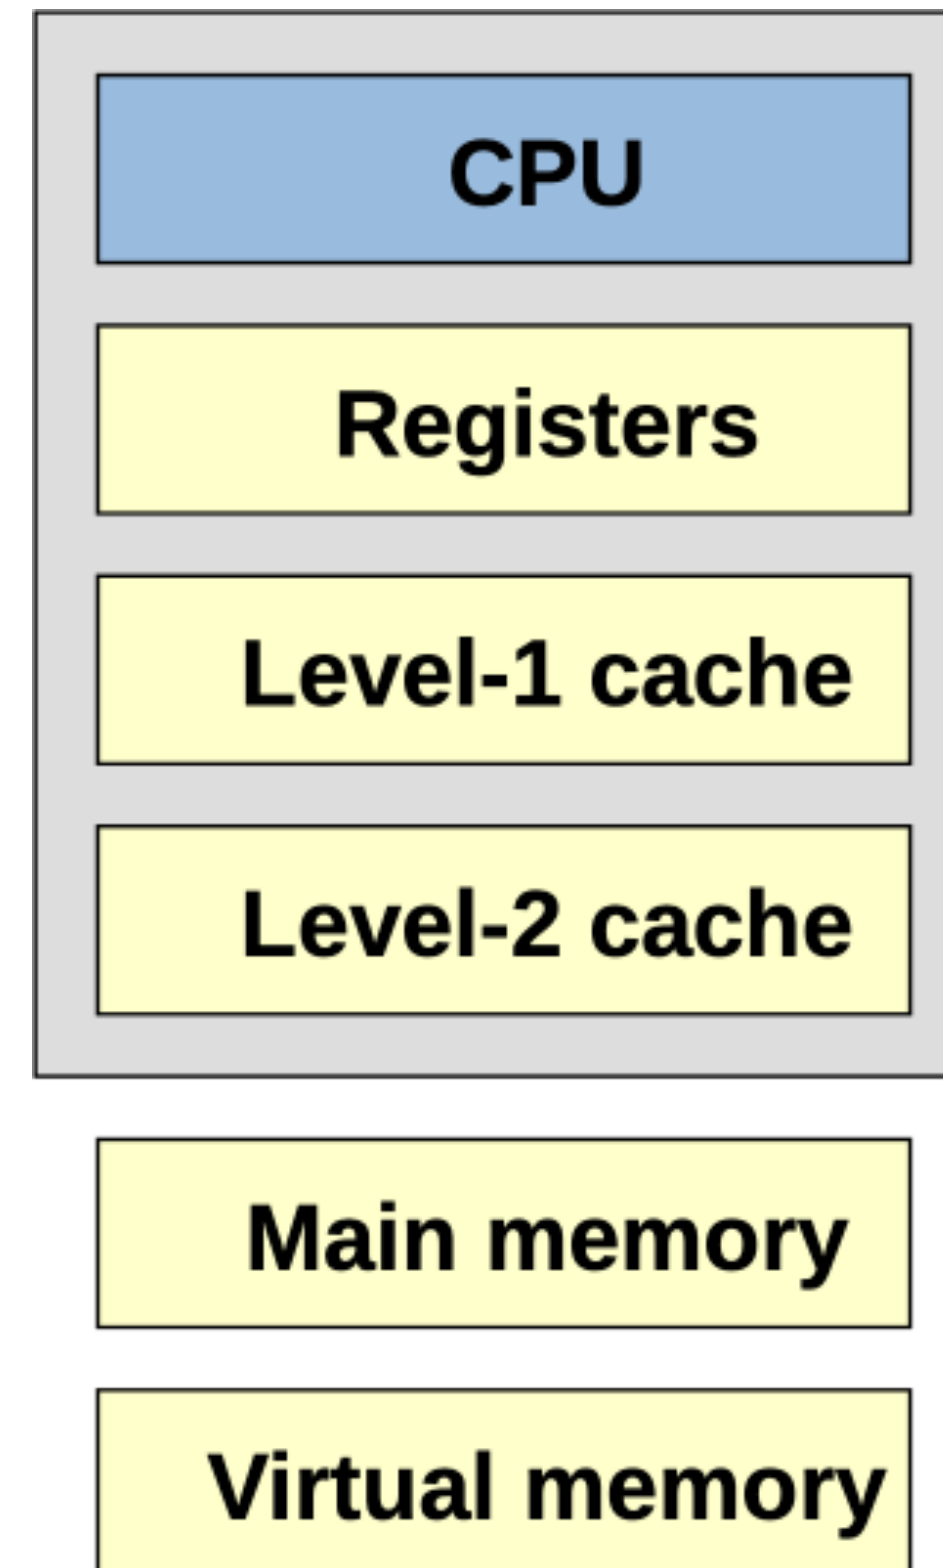 CPU
Registers
Level-1 cache
Level-2 cache
Main memory
Virtual memory